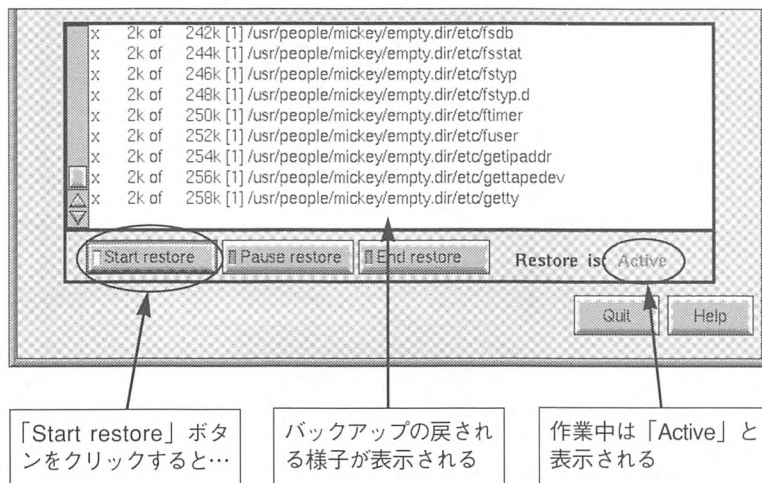 x 2k of 242k [1] /usr/people/mickey/empty.dir/etc/fsdb
x 2k of 244k [1] /usr/people/mickey/empty.dir/etc/fsstat
x 2k of 246k [1] /usr/people/mickey/empty.dir/etc/fstyp
x 2k of 248k [1] /usr/people/mickey/empty.dir/etc/fstyp.d
x 2k of 250k [1] /usr/people/mickey/empty.dir/etc/ftimer
x 2k of 252k [1] /usr/people/mickey/empty.dir/etc/fuser
x 2k of 254k [1] /usr/people/mickey/empty.dir/etc/getipaddr
x 2k of 256k [1] /usr/people/mickey/empty.dir/etc/gettapedev
x 2k of 258k [1] /usr/people/mickey/empty.dir/etc/getty
Start restore Pause restore End restore Restore is: Active
Quit Help
「Start restore」ボタ
ンをクリックすると…
バックアップの戻され
る様子が表示される
作業中は「Active」と
表示される